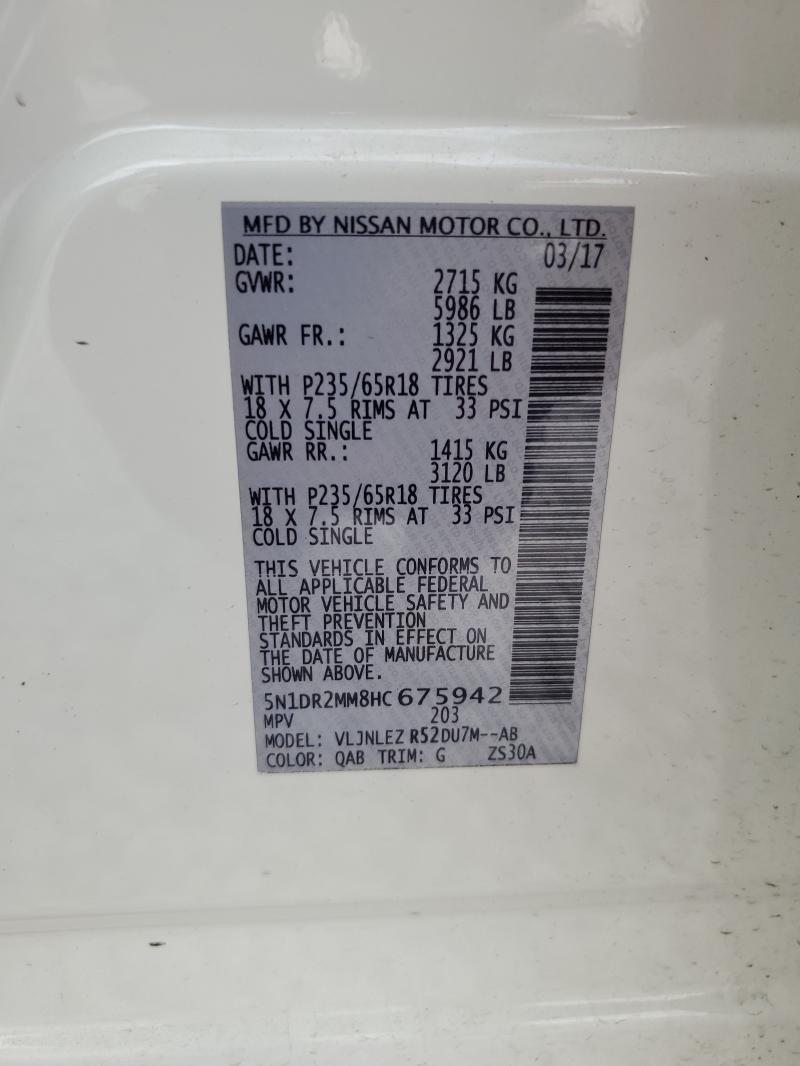 MFD BY NISSAN MOTOR CO., LTD.
DATE: 03/17
GVWR: 2715 KG
5986 LB
GAWR FR.: 1325 KG
2921 LB
WITH P235/65R18 TIRES
18 X 7.5 RIMS AT 33 PSI
COLD SINGLE
GAWR RR.: 1415 KG
3120 LB
WITH P235/65R18 TIRES
18 X 7.5 RIMS AT 33 PSI
COLD SINGLE
THIS VEHICLE CONFORMS TO
ALL APPLICABLE FEDERAL
MOTOR VEHICLE SAFETY AND
THEFT PREVENTION
STANDARDS IN EFFECT ON
THE DATE OF MANUFACTURE
SHOWN ABOVE.
5N1DR2MM8HC675942
MPV 203
MODEL: VLJNLEZ R52DU7M--AB
COLOR: QAB TRIM: G ZS30A